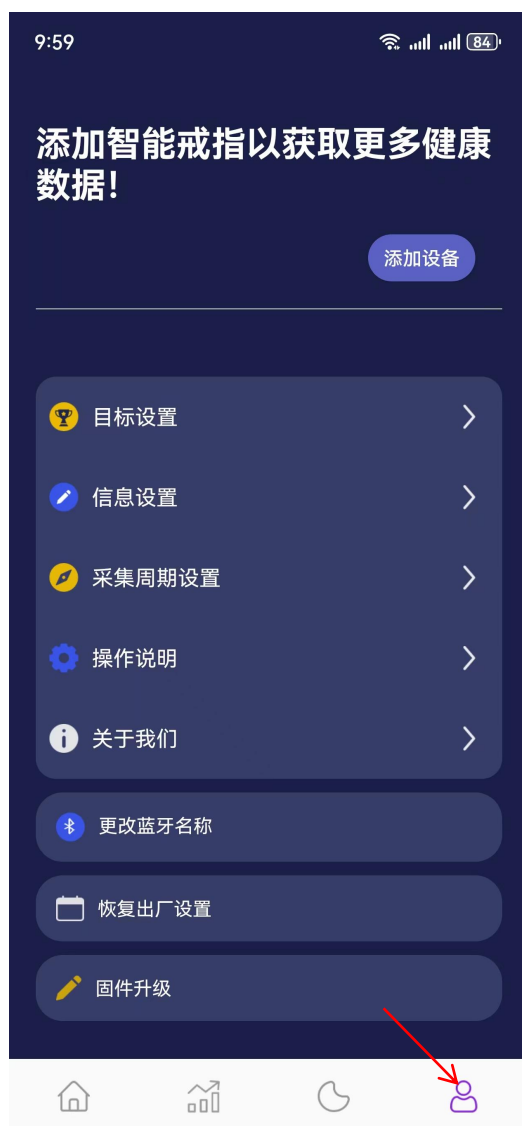 9:59
84
添加智能戒指以获取更多健康
数据！
添加设备
目标设置
信息设置
采集周期设置
操作说明
关于我们
更改蓝牙名称
恢复出厂设置
固件升级